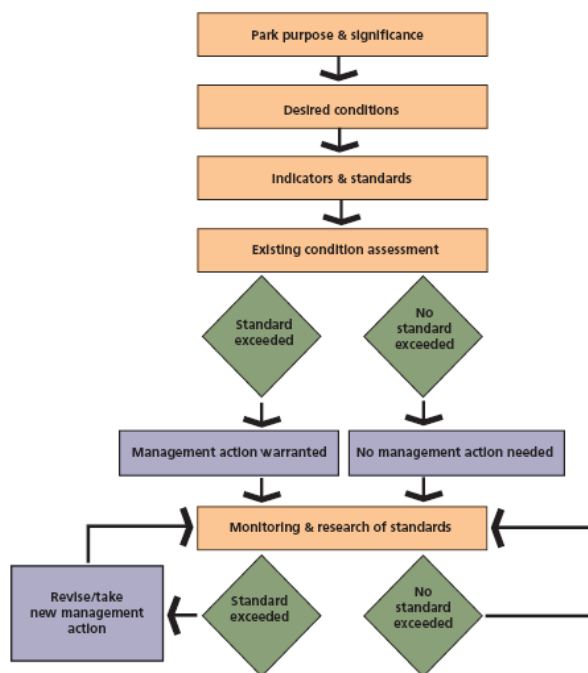 Park purpose & significance
Desired conditions
Indicators & standards
Existing condition assessment
Standard
exceeded
No
standard
exceeded
Management action warranted
No management action needed
Monitoring & research of standards
Revise/take
new management
action
Standard
exceeded
No
standard
exceeded